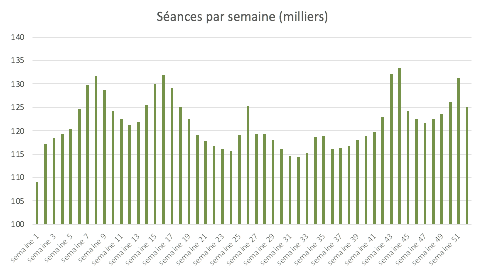 Séances par semaine (milliers)
140
135
130
125
120
115
110
105
100
semaine 1
semaine 3
semaine 5
semaine 7
semaine 9
semaine 11
semaine 13
semaine 15
semaine 17
semaine 19
semaine 21
semaine 23
semaine 25
semaine 27
semaine 29
semaine 31
semaine 33
semaine 35
semaine 37
semaine 39
semaine 41
semaine 43
semaine 45
semaine 47
semaine 49
semaine 51